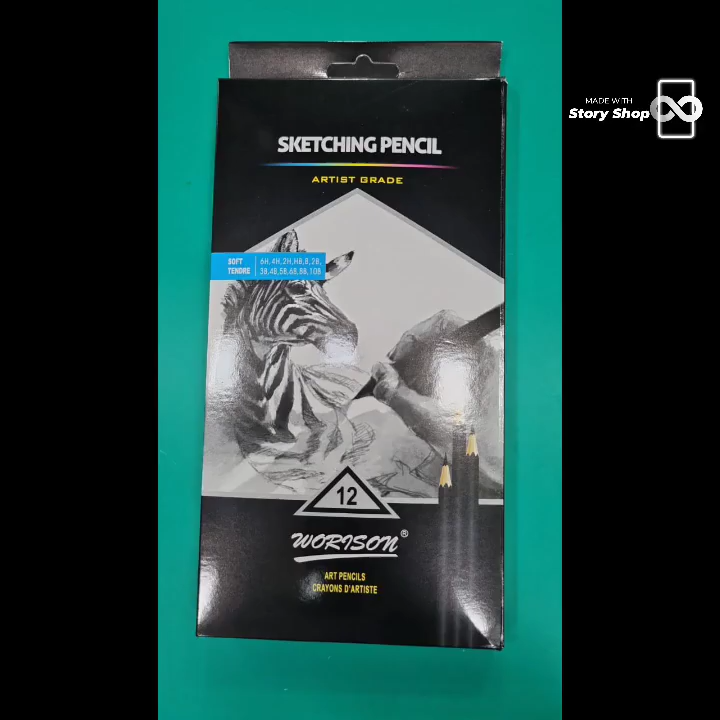 MADE WITH
Story Shop
SKETCHING PENCIL
ARTIST GRADE
SOFT 6H,4H,2H,HB,B,2B,
TENDRE 3B,4B,5B,6B,8B,10B
12
WORISON®
ART PENCILS
CRAYONS D'ARTISTE